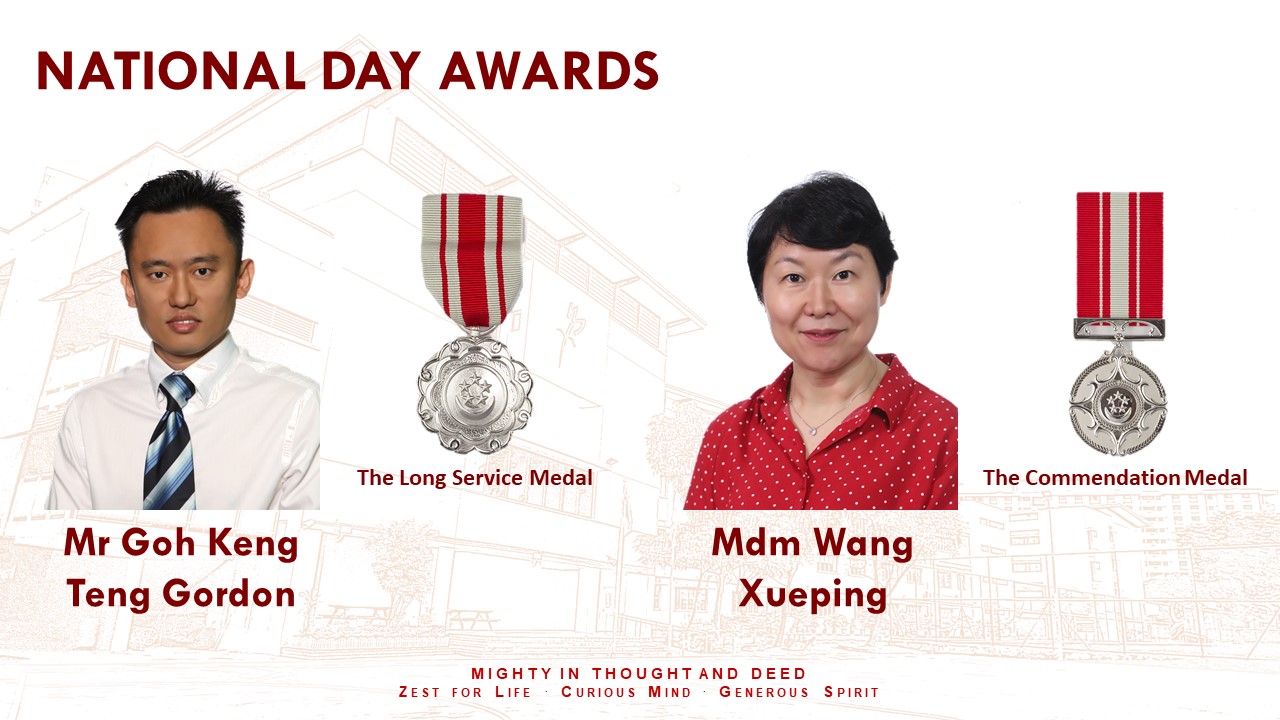 NATIONAL DAY AWARDS
The Long Service Medal
The Commendation Medal
Mr Goh Keng
Teng Gordon
Mdm Wang
Xueping
MIGHTY IN THOUGHT AND DEED
ZEST FOR LIFE · CURIOUS MIND · GENEROUS SPIRIT